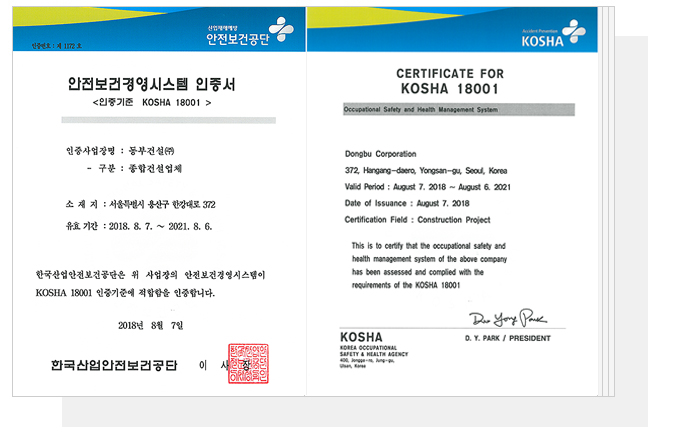 산업재해예방
안전보건공단
인증번호 : 제 1172 호
안전보건경영시스템 인증서
<인증기준 KOSHA 18001 >
인증사업장명 : 동부건설㈜
- 구분 : 종합건설업체
소 재 지 : 서울특별시 용산구 한강대로 372
유효 기간 : 2018. 8. 7. ~ 2021. 8. 6.
한국산업안전보건공단은 위 사업장의 안전보건경영시스템이
KOSHA 18001 인증기준에 적합함을 인증합니다.
2018년 8월 7일
한국산업안전보건공단 이 사 장
Accident Prevention
KOSHA
CERTIFICATE FOR
KOSHA 18001
Occupational Safety and Health Management System
Dongbu Corporation
372, Hangang-daero, Yongsan-gu, Seoul, Korea
Valid Period : August 7. 2018 ~ August 6. 2021
Date of Issuance : August 7. 2018
Certification Field : Construction Project
This is to certify that the occupational safety and
health management system of the above company
has been assessed and complied with the
requirements of the KOSHA 18001
Doo Yong Park
D. Y. PARK / PRESIDENT
KOSHA
KOREA OCCUPATIONAL
SAFETY & HEALTH AGENCY
400, Jongga-ro, Jung-gu,
Ulsan, Korea